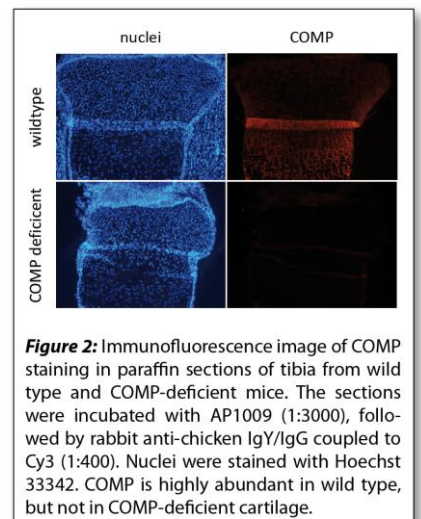 nuclei COMP
wildtype
COMP deficient
Figure 2: Immunofluorescence image of COMP
staining in paraffin sections of tibia from wild
type and COMP-deficient mice. The sections
were incubated with AP1009 (1:3000), follo-
wed by rabbit anti-chicken IgY/IgG coupled to
Cy3 (1:400). Nuclei were stained with Hoechst
33342. COMP is highly abundant in wild type,
but not in COMP-deficient cartilage.